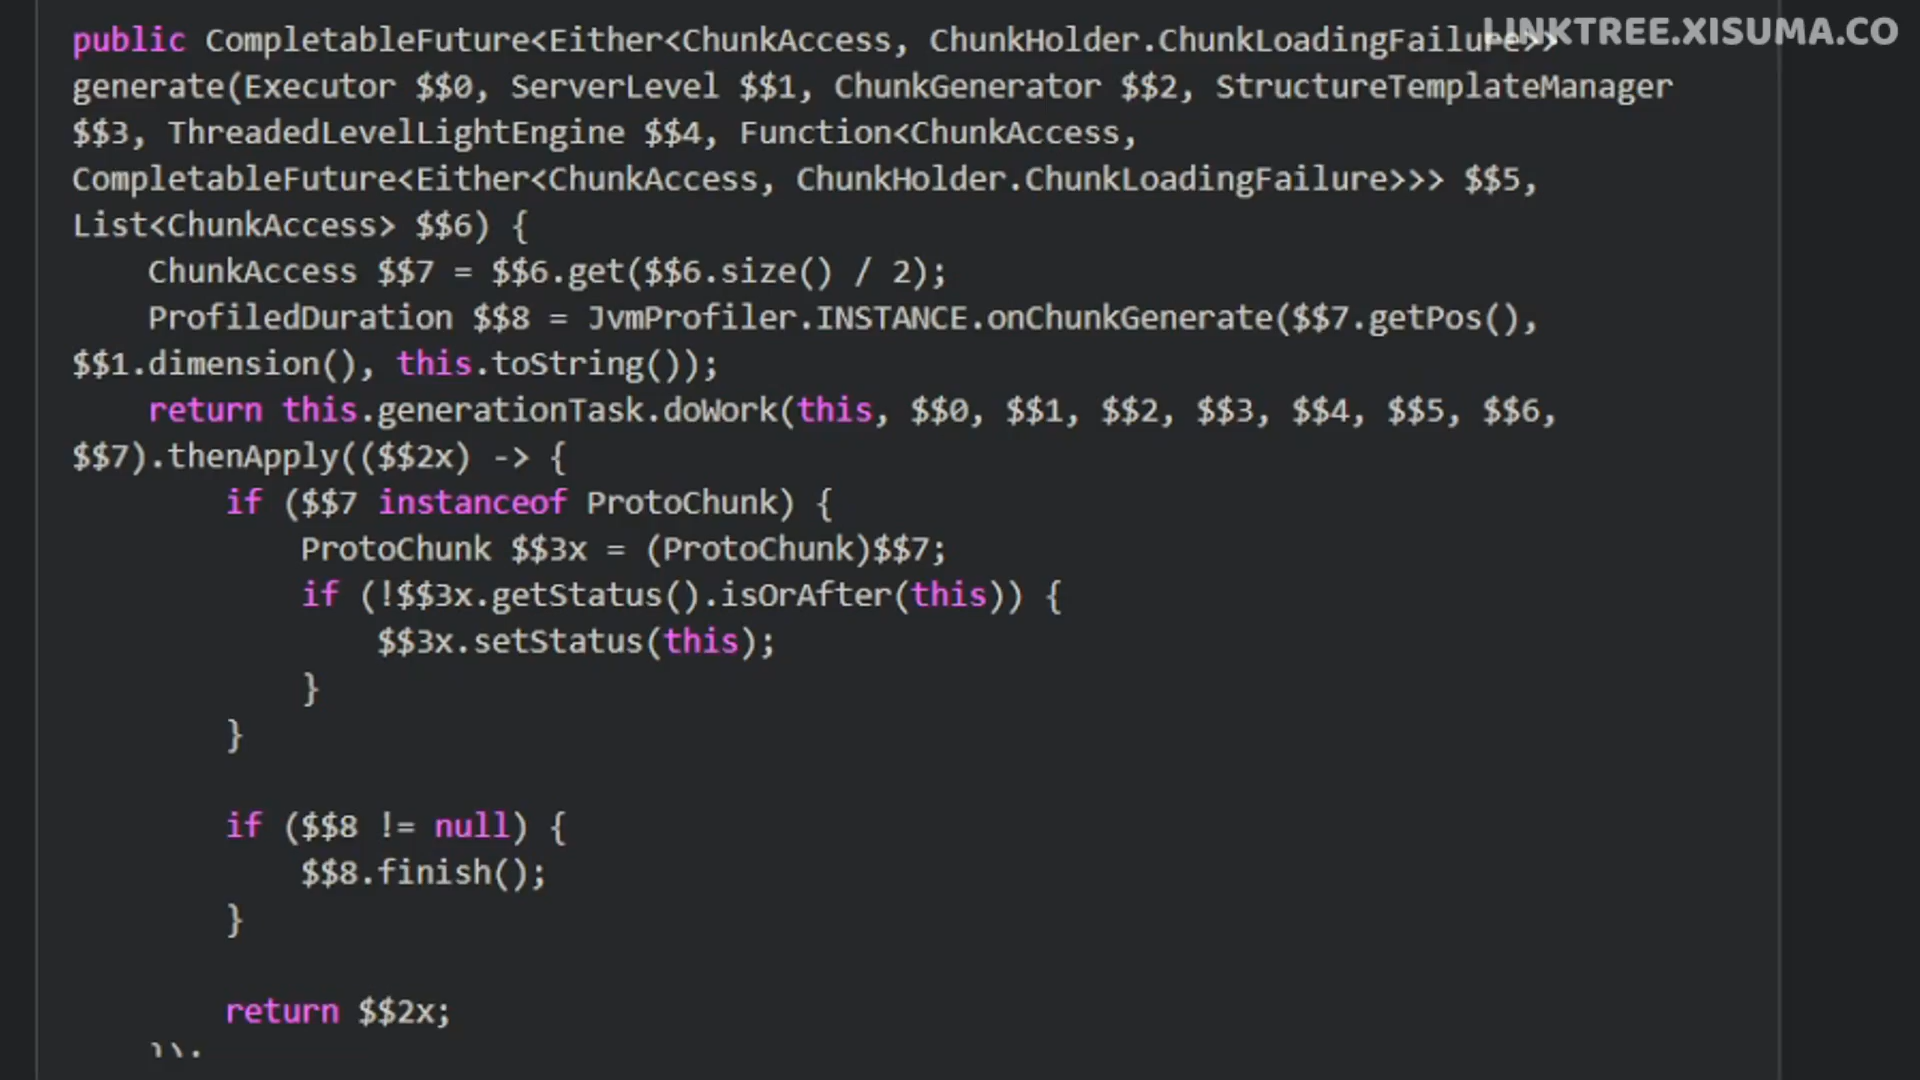 LINKTREE.XISUMA.CO
public CompletableFuture<Either<ChunkAccess, ChunkHolder.ChunkLoadingFailure>>
generate(Executor $$0, ServerLevel $$1, ChunkGenerator $$2, StructureTemplateManager
$$3, ThreadedLevelLightEngine $$4, Function<ChunkAccess,
CompletableFuture<Either<ChunkAccess, ChunkHolder.ChunkLoadingFailure>>> $$5,
List<ChunkAccess> $$6) {
    ChunkAccess $$7 = $$6.get($$6.size() / 2);
    ProfiledDuration $$8 = JvmProfiler.INSTANCE.onChunkGenerate($$7.getPos(),
$$1.dimension(), this.toString());
    return this.generationTask.doWork(this, $$0, $$1, $$2, $$3, $$4, $$5, $$6,
$$7).thenApply(($$2x) -> {
        if ($$7 instanceof ProtoChunk) {
            ProtoChunk $$3x = (ProtoChunk)$$7;
            if (!$$3x.getStatus().isOrAfter(this)) {
                $$3x.setStatus(this);
            }
        }
        if ($$8 != null) {
            $$8.finish();
        }
        return $$2x;
    });